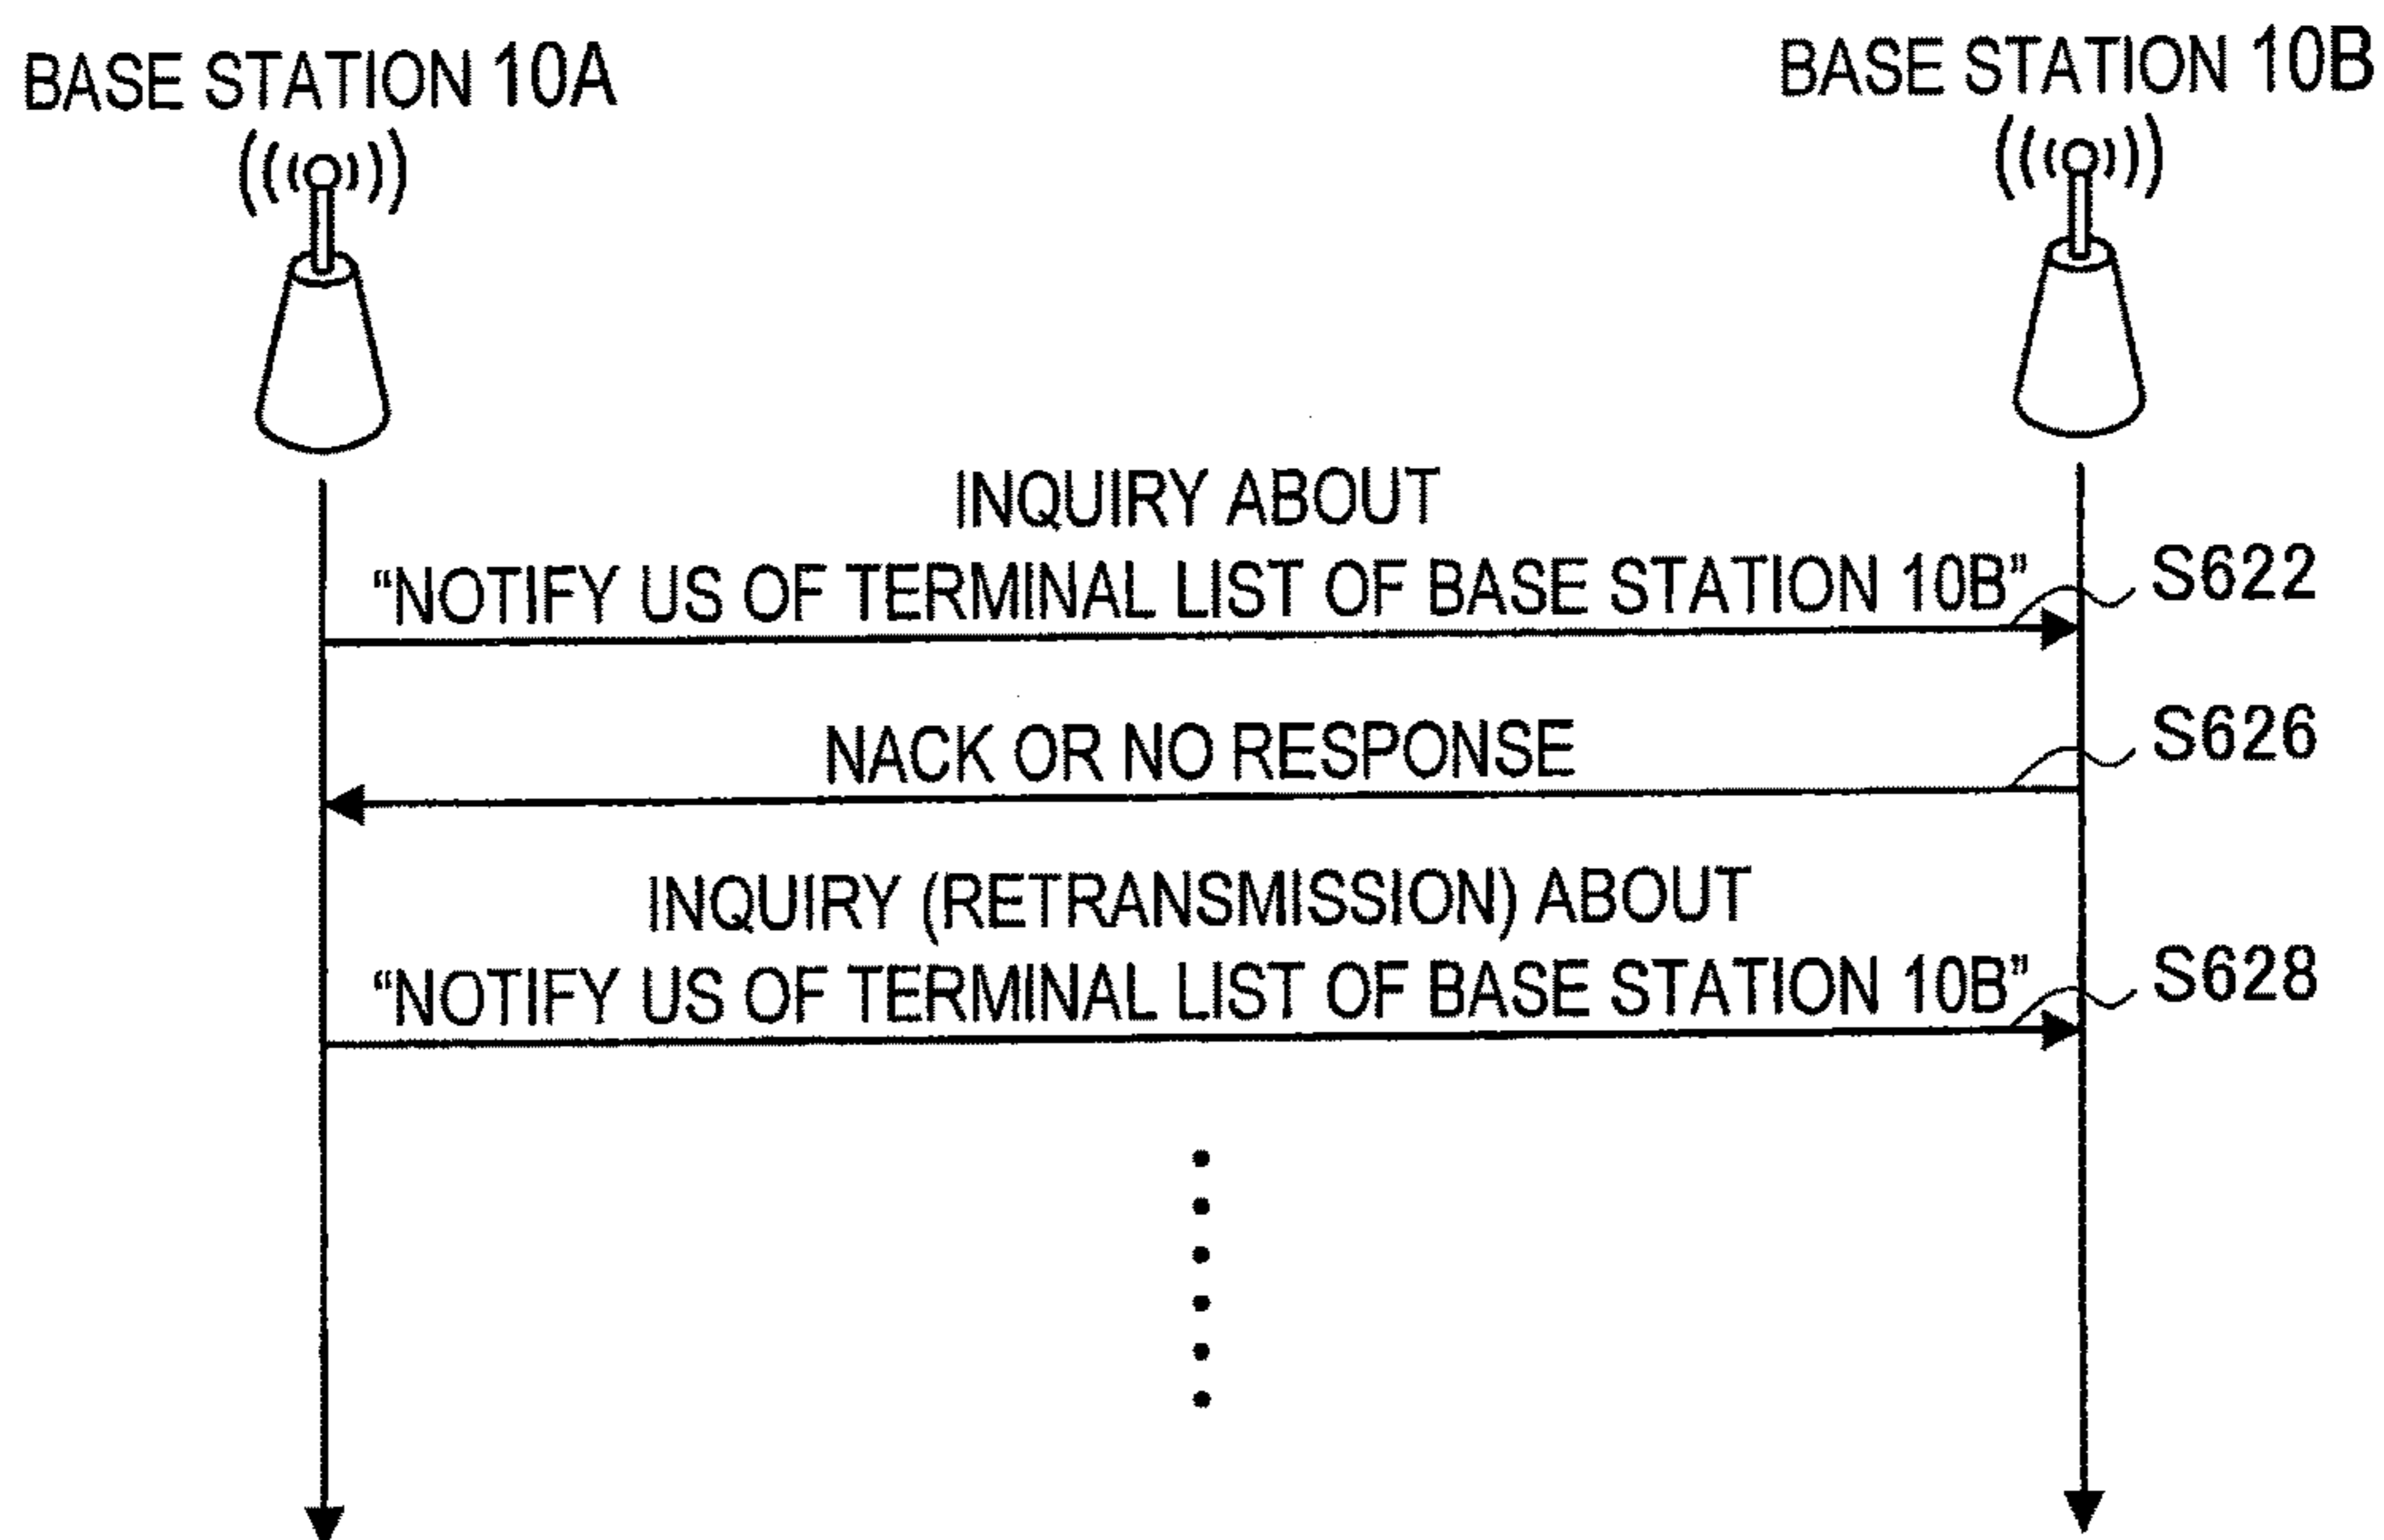 BASE STATION 10A
BASE STATION 10B
INQUIRY ABOUT
“NOTIFY US OF TERMINAL LIST OF BASE STATION 10B”
S622
NACK OR NO RESPONSE
S626
INQUIRY (RETRANSMISSION) ABOUT
“NOTIFY US OF TERMINAL LIST OF BASE STATION 10B”
S628